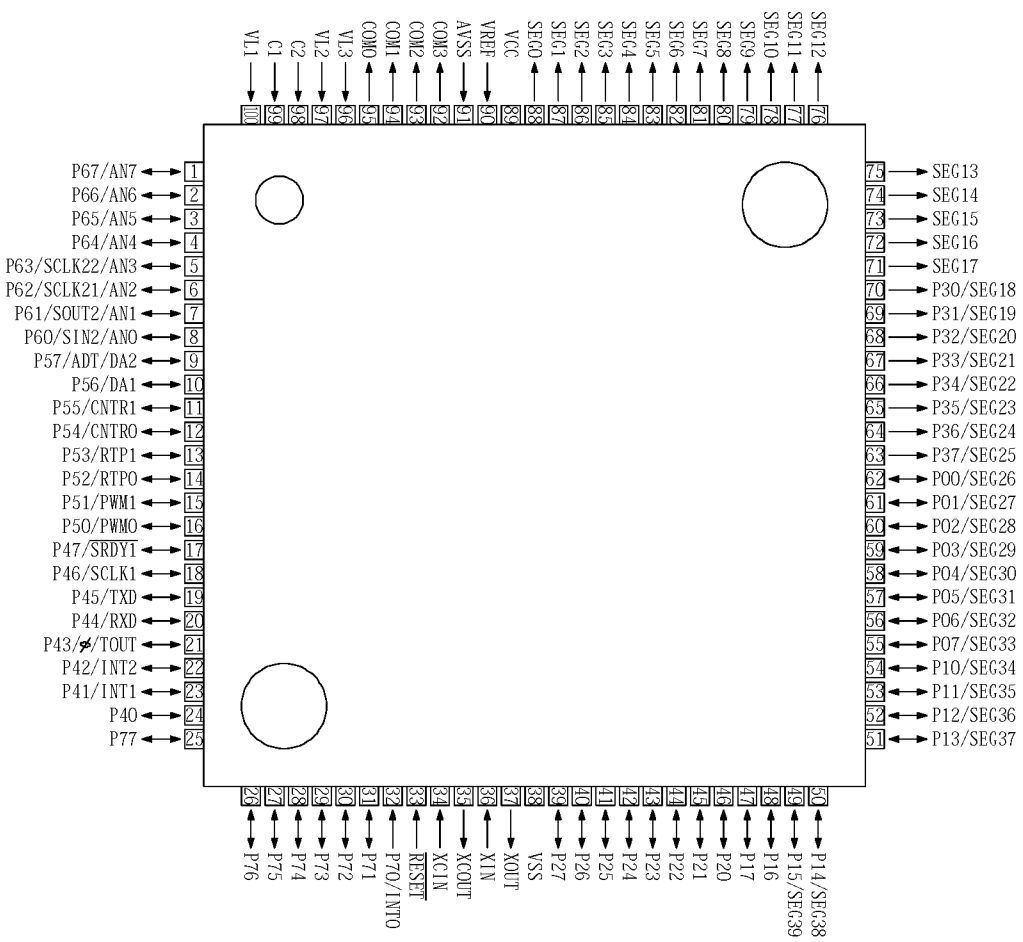 VL1
C1
C2
VL2
VL3
COM0
COM1
COM2
COM3
AVSS
VREF
VCC
SEG0
SEG1
SEG2
SEG3
SEG4
SEG5
SEG6
SEG7
SEG8
SEG9
SEG10
SEG11
SEG12
100
99
98
97
96
95
94
93
92
91
90
89
88
87
86
85
84
83
82
81
80
79
78
77
76
P67/AN7 1
P66/AN6 2
P65/AN5 3
P64/AN4 4
P63/SCLK22/AN3 5
P62/SCLK21/AN2 6
P61/SOUT2/AN1 7
P60/SIN2/AN0 8
P57/ADT/DA2 9
P56/DA1 10
P55/CNTR1 11
P54/CNTR0 12
P53/RTP1 13
P52/RTP0 14
P51/PWM1 15
P50/PWM0 16
P47/SRDY1 17
P46/SCLK1 18
P45/TXD 19
P44/RXD 20
P43/ϕ/TOUT 21
P42/INT2 22
P41/INT1 23
P40 24
P77 25
75 SEG13
74 SEG14
73 SEG15
72 SEG16
71 SEG17
70 P30/SEG18
69 P31/SEG19
68 P32/SEG20
67 P33/SEG21
66 P34/SEG22
65 P35/SEG23
64 P36/SEG24
63 P37/SEG25
62 P00/SEG26
61 P01/SEG27
60 P02/SEG28
59 P03/SEG29
58 P04/SEG30
57 P05/SEG31
56 P06/SEG32
55 P07/SEG33
54 P10/SEG34
53 P11/SEG35
52 P12/SEG36
51 P13/SEG37
26
27
28
29
30
31
32
33
34
35
36
37
38
39
40
41
42
43
44
45
46
47
48
49
50
P76
P75
P74
P73
P72
P71
P70/INT0
RESET
XCIN
XCOUT
XIN
XOUT
VSS
P27
P26
P25
P24
P23
P22
P21
P20
P17
P16
P15/SEG39
P14/SEG38